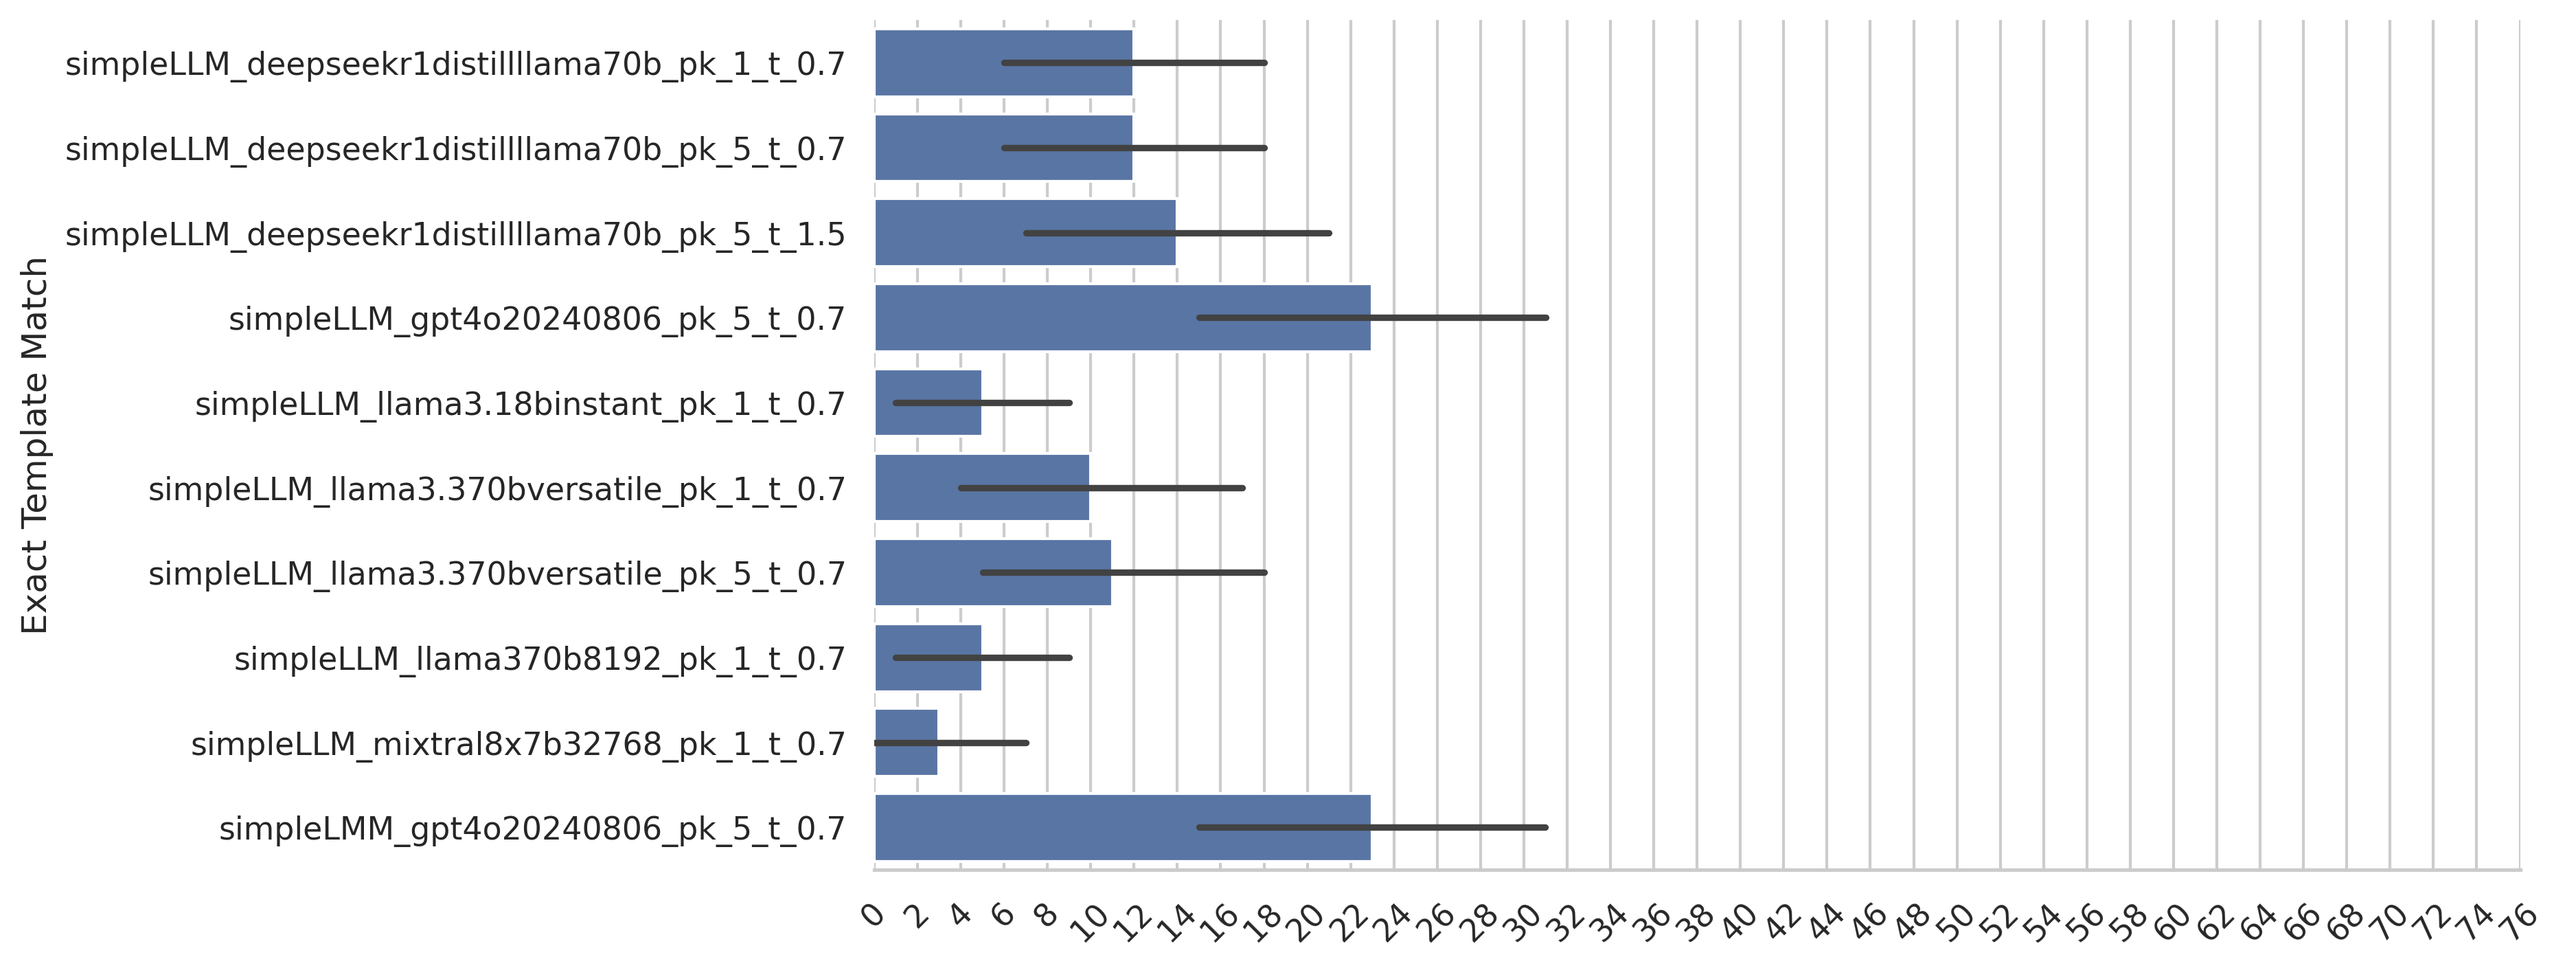 Exact Template Match
simpleLLM_deepseekr1distillllama70b_pk_1_t_0.7
simpleLLM_deepseekr1distillllama70b_pk_5_t_0.7
simpleLLM_deepseekr1distillllama70b_pk_5_t_1.5
simpleLLM_gpt4o20240806_pk_5_t_0.7
simpleLLM_llama3.18binstant_pk_1_t_0.7
simpleLLM_llama3.370bversatile_pk_1_t_0.7
simpleLLM_llama3.370bversatile_pk_5_t_0.7
simpleLLM_llama370b8192_pk_1_t_0.7
simpleLLM_mixtral8x7b32768_pk_1_t_0.7
simpleLMM_gpt4o20240806_pk_5_t_0.7
0 2 4 6 8 10 12 14 16 18 20 22 24 26 28 30 32 34 36 38 40 42 44 46 48 50 52 54 56 58 60 62 64 66 68 70 72 74 76